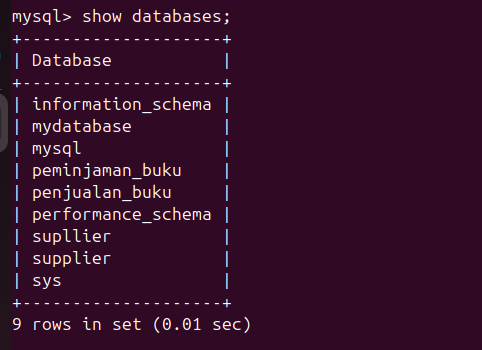 mysql> show databases;
+--------------------+
| Database           |
+--------------------+
| information_schema |
| mydatabase         |
| mysql              |
| peminjaman_buku    |
| penjualan_buku     |
| performance_schema |
| supllier           |
| supplier           |
| sys                |
+--------------------+
9 rows in set (0.01 sec)